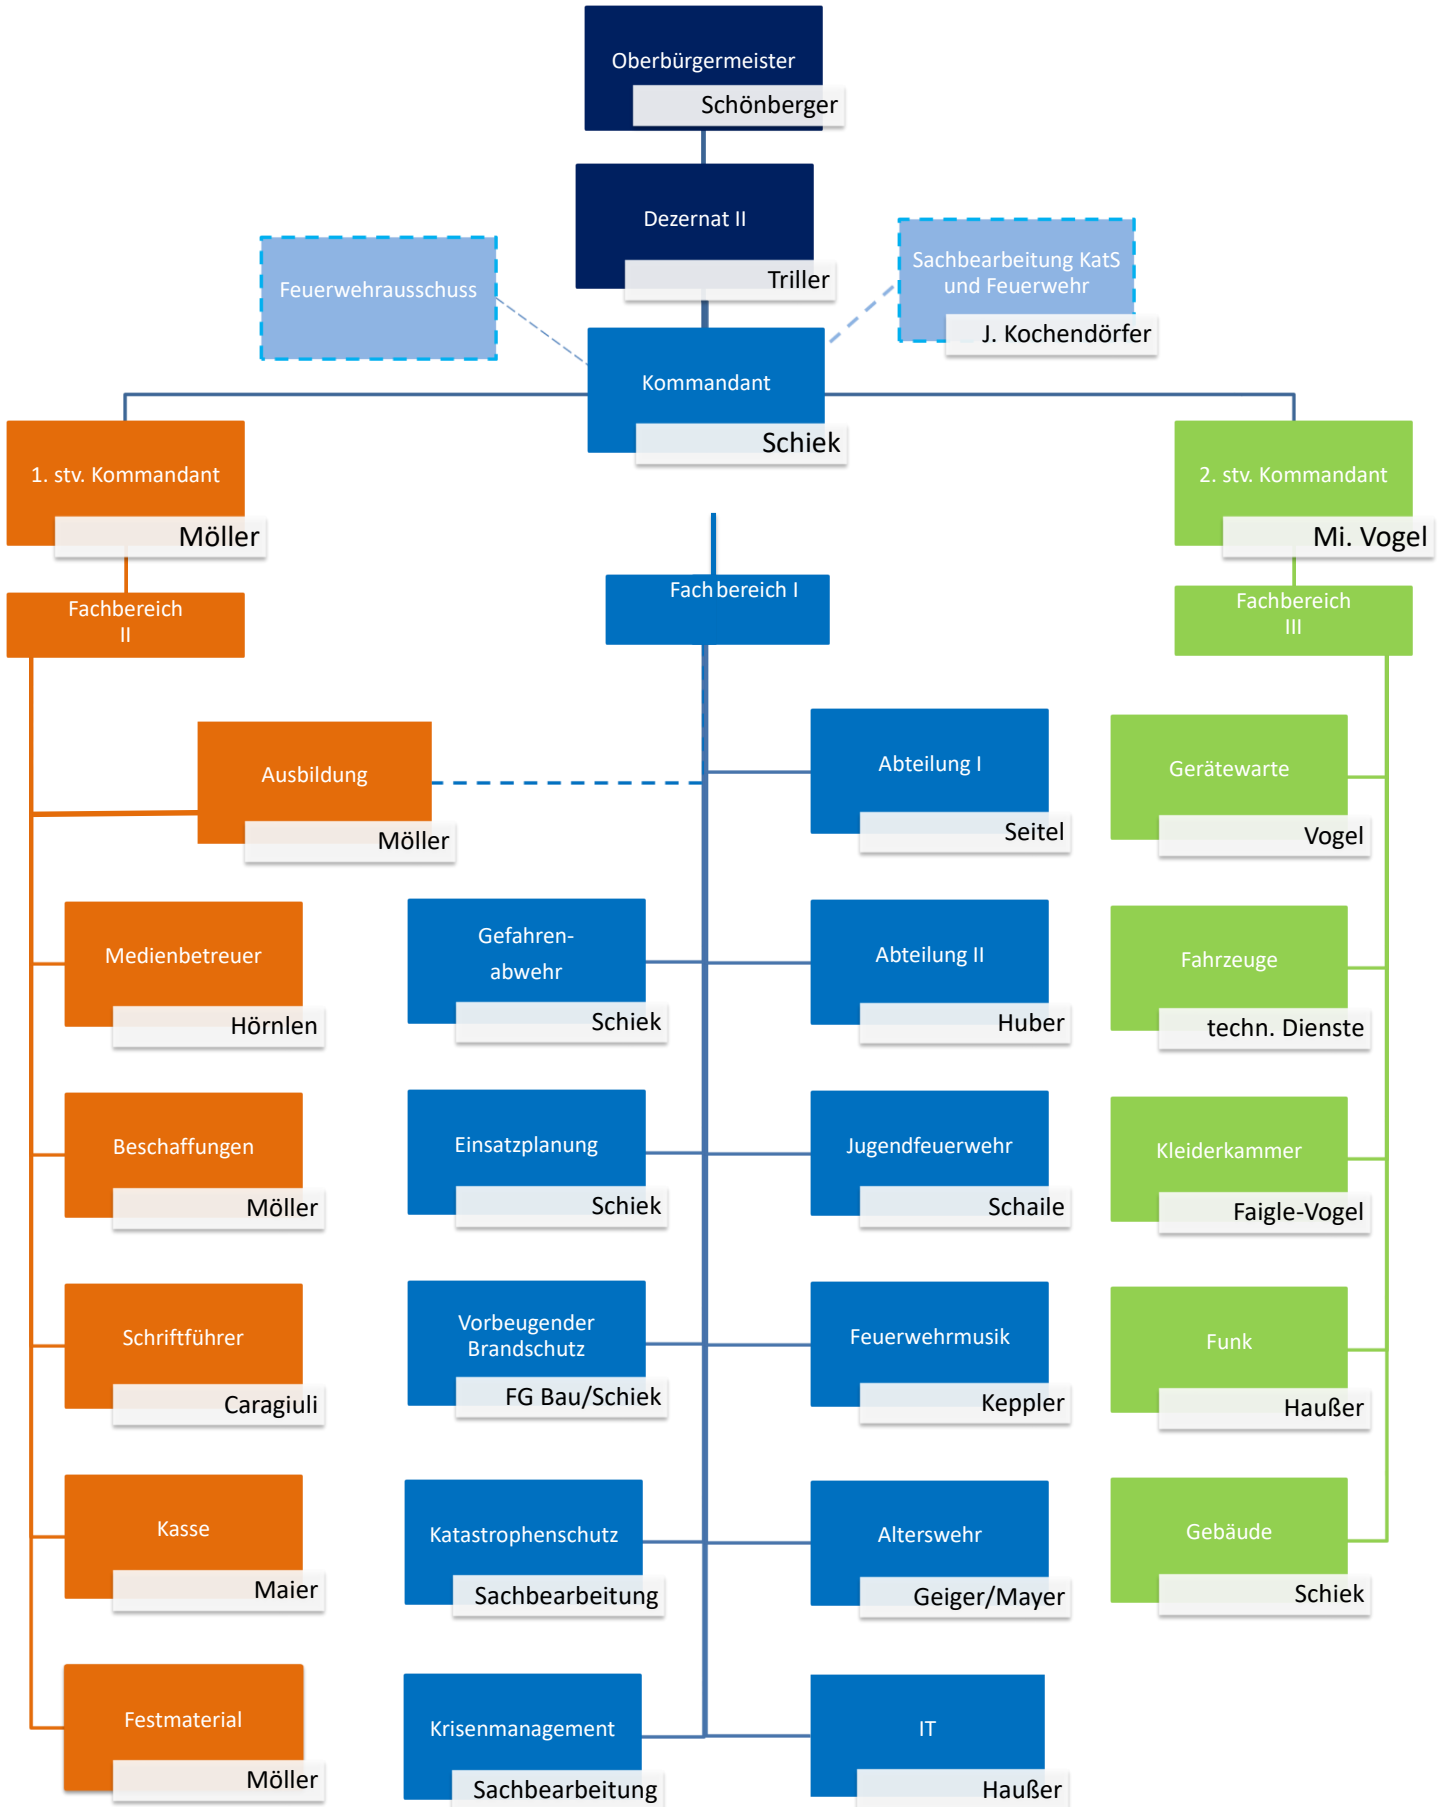 Oberbürgermeister
Schönberger
Dezernat II
Triller
Feuerwehrausschuss
Sachbearbeitung KatS
und Feuerwehr
J. Kochendörfer
Kommandant
Schiek
1. stv. Kommandant
Möller
2. stv. Kommandant
Mi. Vogel
Fachbereich
II
Fachbereich I
Fachbereich
III
Ausbildung
Möller
Abteilung I
Seitel
Gerätewarte
Vogel
Medienbetreuer
Hörnlen
Gefahren-
abwehr
Schiek
Abteilung II
Huber
Fahrzeuge
techn. Dienste
Beschaffungen
Möller
Einsatzplanung
Schiek
Jugendfeuerwehr
Schaile
Kleiderkammer
Faigle-Vogel
Schriftführer
Caragiuli
Vorbeugender
Brandschutz
FG Bau/Schiek
Feuerwehrmusik
Keppler
Funk
Haußer
Kasse
Maier
Katastrophenschutz
Sachbearbeitung
Alterswehr
Geiger/Mayer
Gebäude
Schiek
Festmaterial
Möller
Krisenmanagement
Sachbearbeitung
IT
Haußer